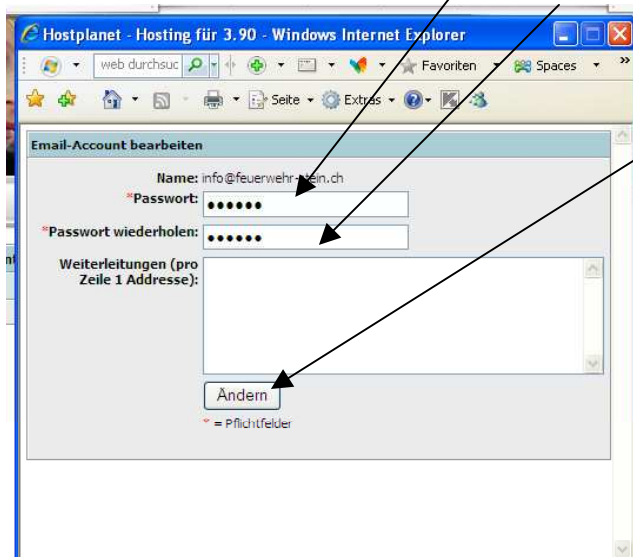 Hostplanet - Hosting für 3.90 - Windows Internet Explorer
web durchsuc
Favoriten
Spaces
»
Seite
Extras
Email-Account bearbeiten
Name: info@feuerwehr-stein.ch
*Passwort: ●●●●●●
*Passwort wiederholen: ●●●●●●
Weiterleitungen (pro
Zeile 1 Addresse):
Ändern
* = Pflichtfelder